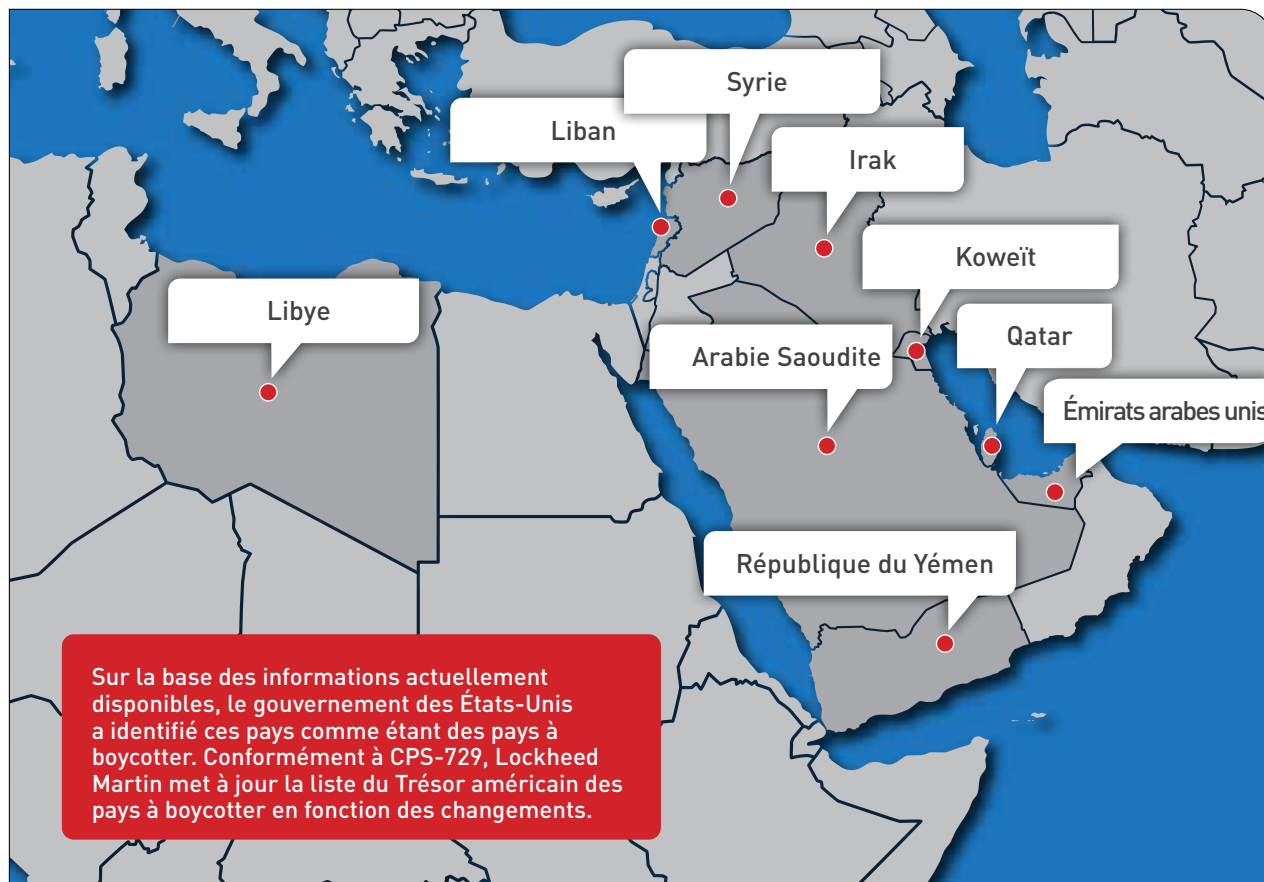 Syrie
Liban
Irak
Koweït
Libye
Qatar
Arabie Saoudite
Émirats arabes unis
République du Yémen
Sur la base des informations actuellement
disponibles, le gouvernement des États-Unis
a identifié ces pays comme étant des pays à
boycotter. Conformément à CPS-729, Lockheed
Martin met à jour la liste du Trésor américain des
pays à boycotter en fonction des changements.